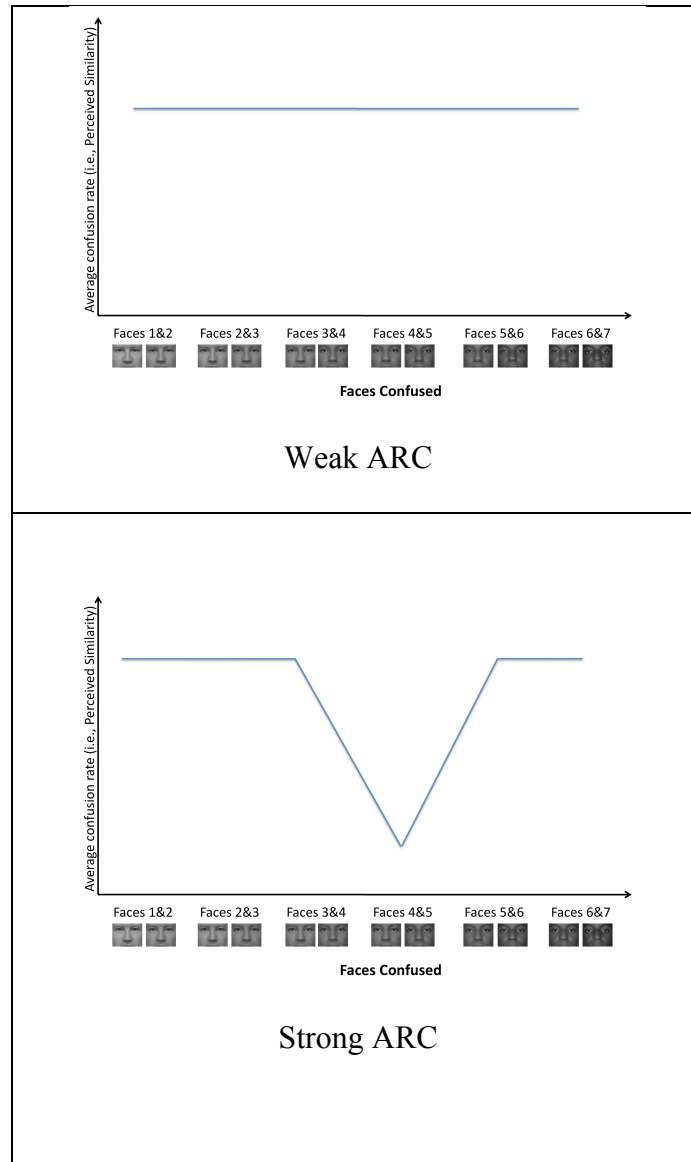 Average confusion rate (i.e., Perceived Similarity)
Faces 1&2 Faces 2&3 Faces 3&4 Faces 4&5 Faces 5&6 Faces 6&7
Faces Confused
Weak ARC
Average confusion rate (i.e., Perceived Similarity)
Faces 1&2 Faces 2&3 Faces 3&4 Faces 4&5 Faces 5&6 Faces 6&7
Faces Confused
Strong ARC